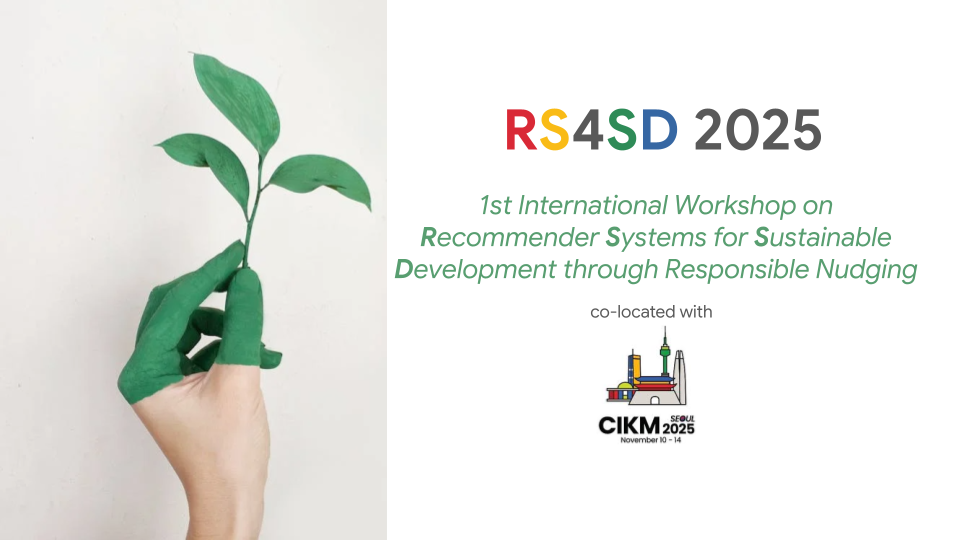 RS4SD 2025
1st International Workshop on
Recommender Systems for Sustainable
Development through Responsible Nudging
co-located with
CIKM SEOUL 2025
November 10 - 14